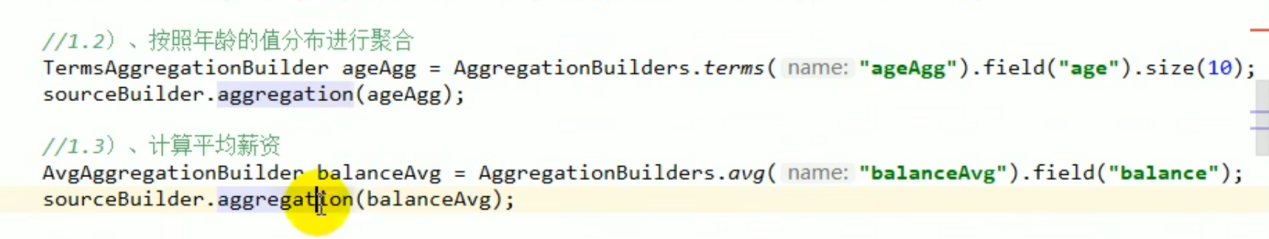 //1.2）、按照年龄的值分布进行聚合
TermsAggregationBuilder ageAgg = AggregationBuilders.terms( name: "ageAgg").field("age").size(10);
sourceBuilder.aggregation(ageAgg);
//1.3）、计算平均薪资
AvgAggregationBuilder balanceAvg = AggregationBuilders.avg( name: "balanceAvg").field("balance");
sourceBuilder.aggregation(balanceAvg);